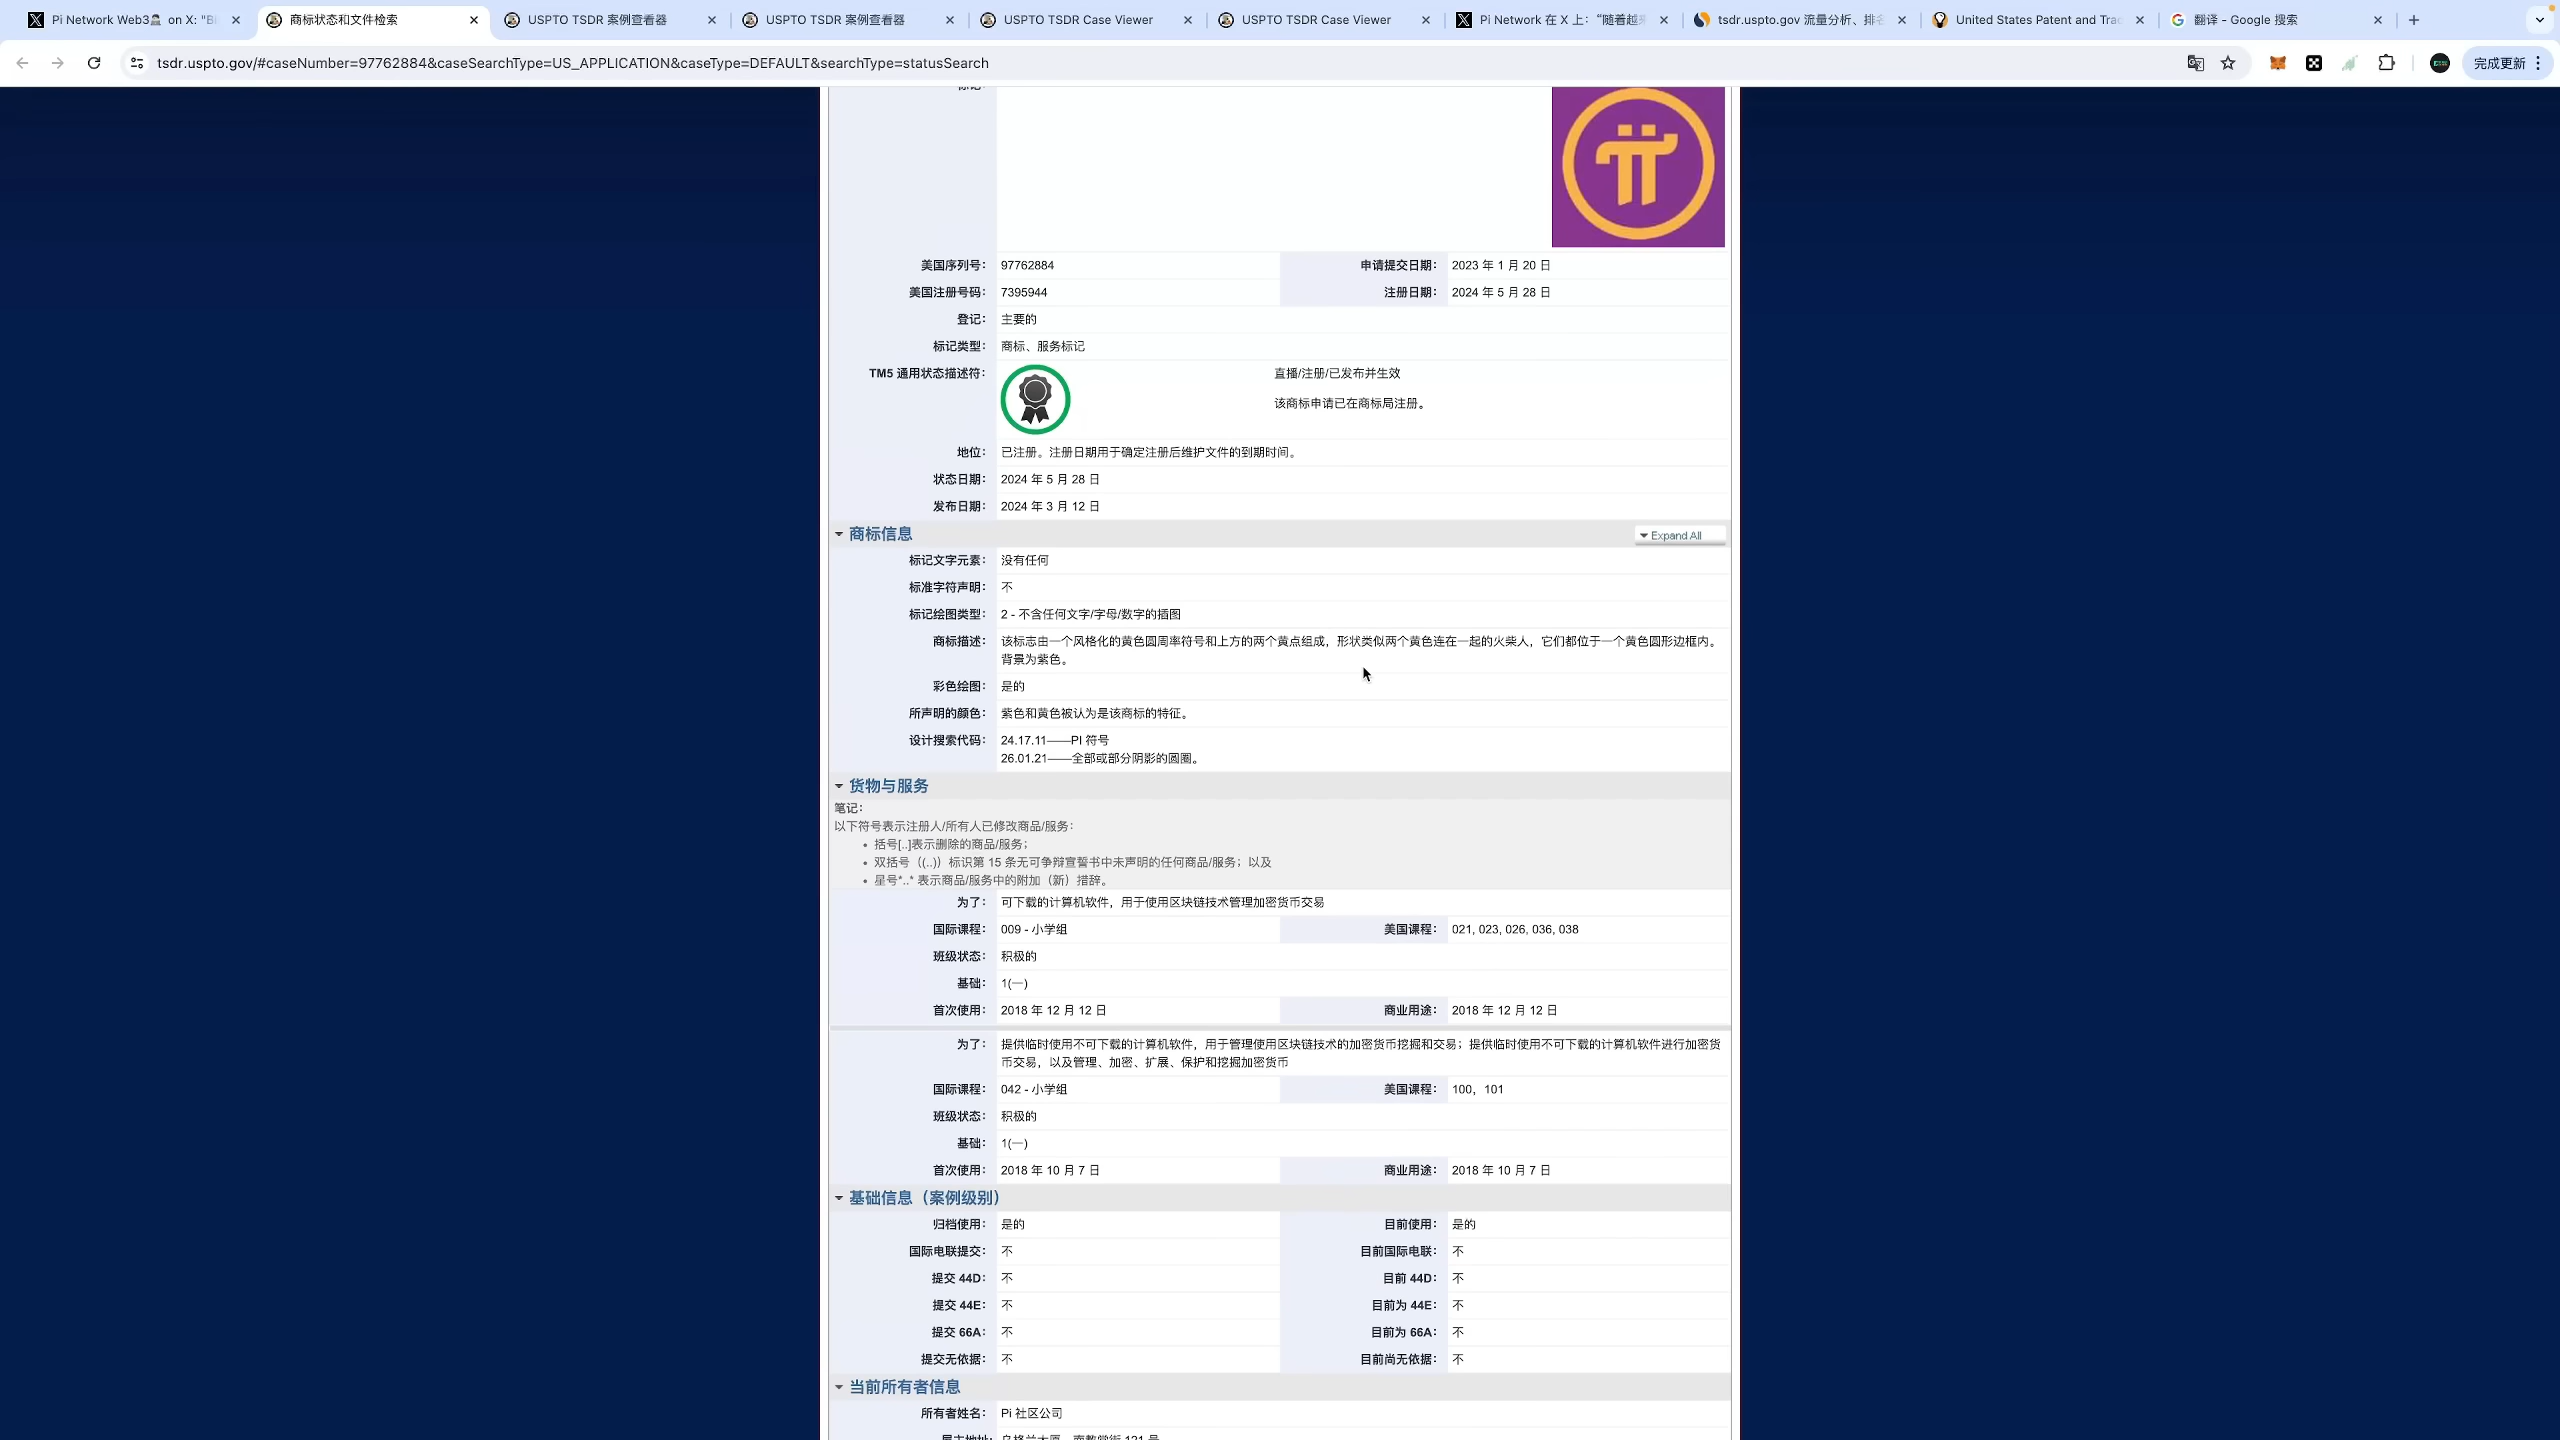 Pi Network Web3 on X: "Bl
商标状态和文件检索
USPTO TSDR 案例查看器
USPTO TSDR 案例查看器
USPTO TSDR Case Viewer
USPTO TSDR Case Viewer
Pi Network 在 X 上：“随着越
tsdr.uspto.gov 流量分析、排名
United States Patent and Trad
翻译 - Google 搜索
tsdr.uspto.gov/#caseNumber=97762884&caseSearchType=US_APPLICATION&caseType=DEFAULT&searchType=statusSearch
完成更新
美国序列号： 97762884 申请提交日期： 2023 年 1 月 20 日
美国注册号码： 7395944 注册日期： 2024 年 5 月 28 日
登记： 主要的
标记类型： 商标、服务标记
TM5 通用状态描述符： 直播/注册/已发布并生效
该商标申请已在商标局注册。
地位： 已注册。注册日期用于确定注册后维护文件的到期时间。
状态日期： 2024 年 5 月 28 日
发布日期： 2024 年 3 月 12 日
商标信息 Expand All
标记文字元素： 没有任何
标准字符声明： 不
标记绘图类型： 2 - 不含任何文字/字母/数字的插图
商标描述： 该标志由一个风格化的黄色圆周率符号和上方的两个黄点组成，形状类似两个黄色连在一起的火柴人，它们都位于一个黄色圆形边框内。
背景为紫色。
彩色绘图： 是的
所声明的颜色： 紫色和黄色被认为是该商标的特征。
设计搜索代码： 24.17.11——PI 符号
26.01.21——全部或部分阴影的圆圈。
货物与服务
笔记：
以下符号表示注册人/所有人已修改商品/服务：
• 括号[..]表示删除的商品/服务；
• 双括号（(..)）标识第 15 条无可争辩宣誓书中未声明的任何商品/服务；以及
• 星号*..* 表示商品/服务中的附加（新）措辞。
为了： 可下载的计算机软件，用于使用区块链技术管理加密货币交易
国际课程： 009 - 小学组 美国课程： 021, 023, 026, 036, 038
班级状态： 积极的
基础： 1(一)
首次使用： 2018 年 12 月 12 日 商业用途： 2018 年 12 月 12 日
为了： 提供临时使用不可下载的计算机软件，用于管理使用区块链技术的加密货币挖掘和交易；提供临时使用不可下载的计算机软件进行加密货
币交易，以及管理、加密、扩展、保护和挖掘加密货币
国际课程： 042 - 小学组 美国课程： 100，101
班级状态： 积极的
基础： 1(一)
首次使用： 2018 年 10 月 7 日 商业用途： 2018 年 10 月 7 日
基础信息（案例级别）
归档使用： 是的 目前使用： 是的
国际电联提交： 不 目前国际电联： 不
提交 44D： 不 目前 44D： 不
提交 44E： 不 目前为 44E： 不
提交 66A： 不 目前为 66A： 不
提交无依据： 不 目前尚无依据： 不
当前所有者信息
所有者姓名： Pi 社区公司